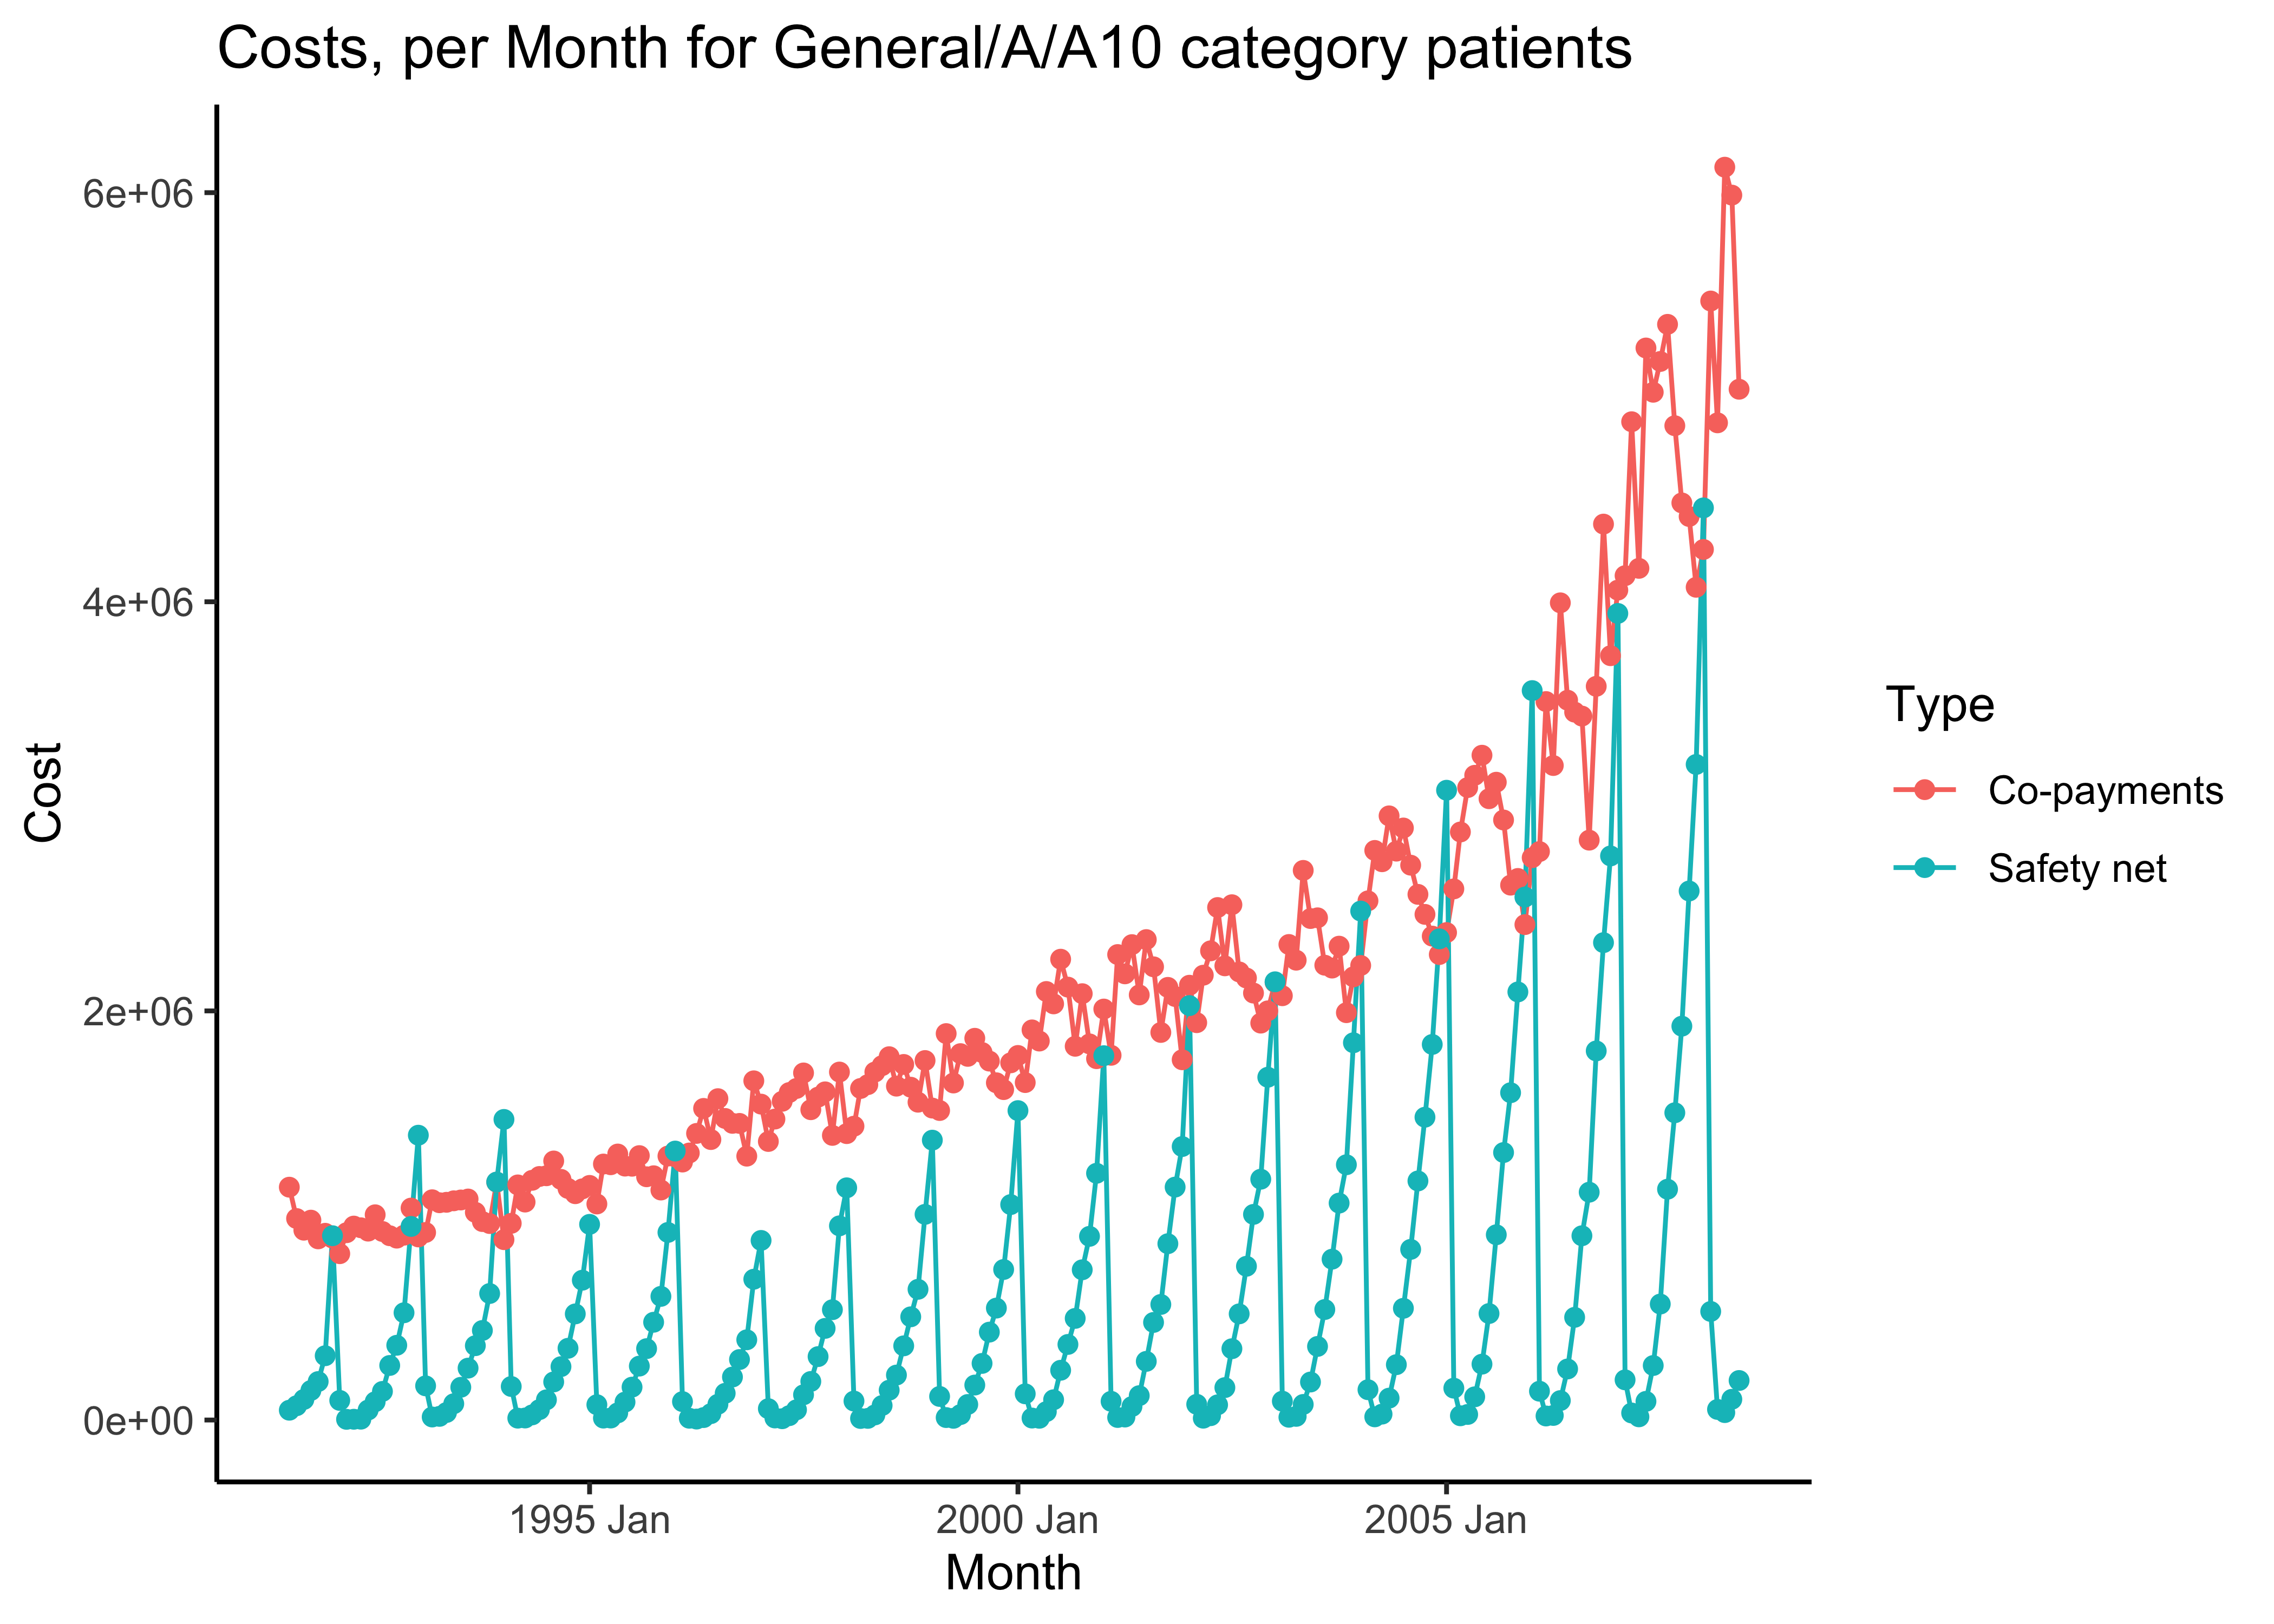 Costs, per Month for General/A/A10 category patients
6e+06
4e+06
2e+06
0e+00
Cost
1995 Jan
2000 Jan
2005 Jan
Month
Type
Co-payments
Safety net